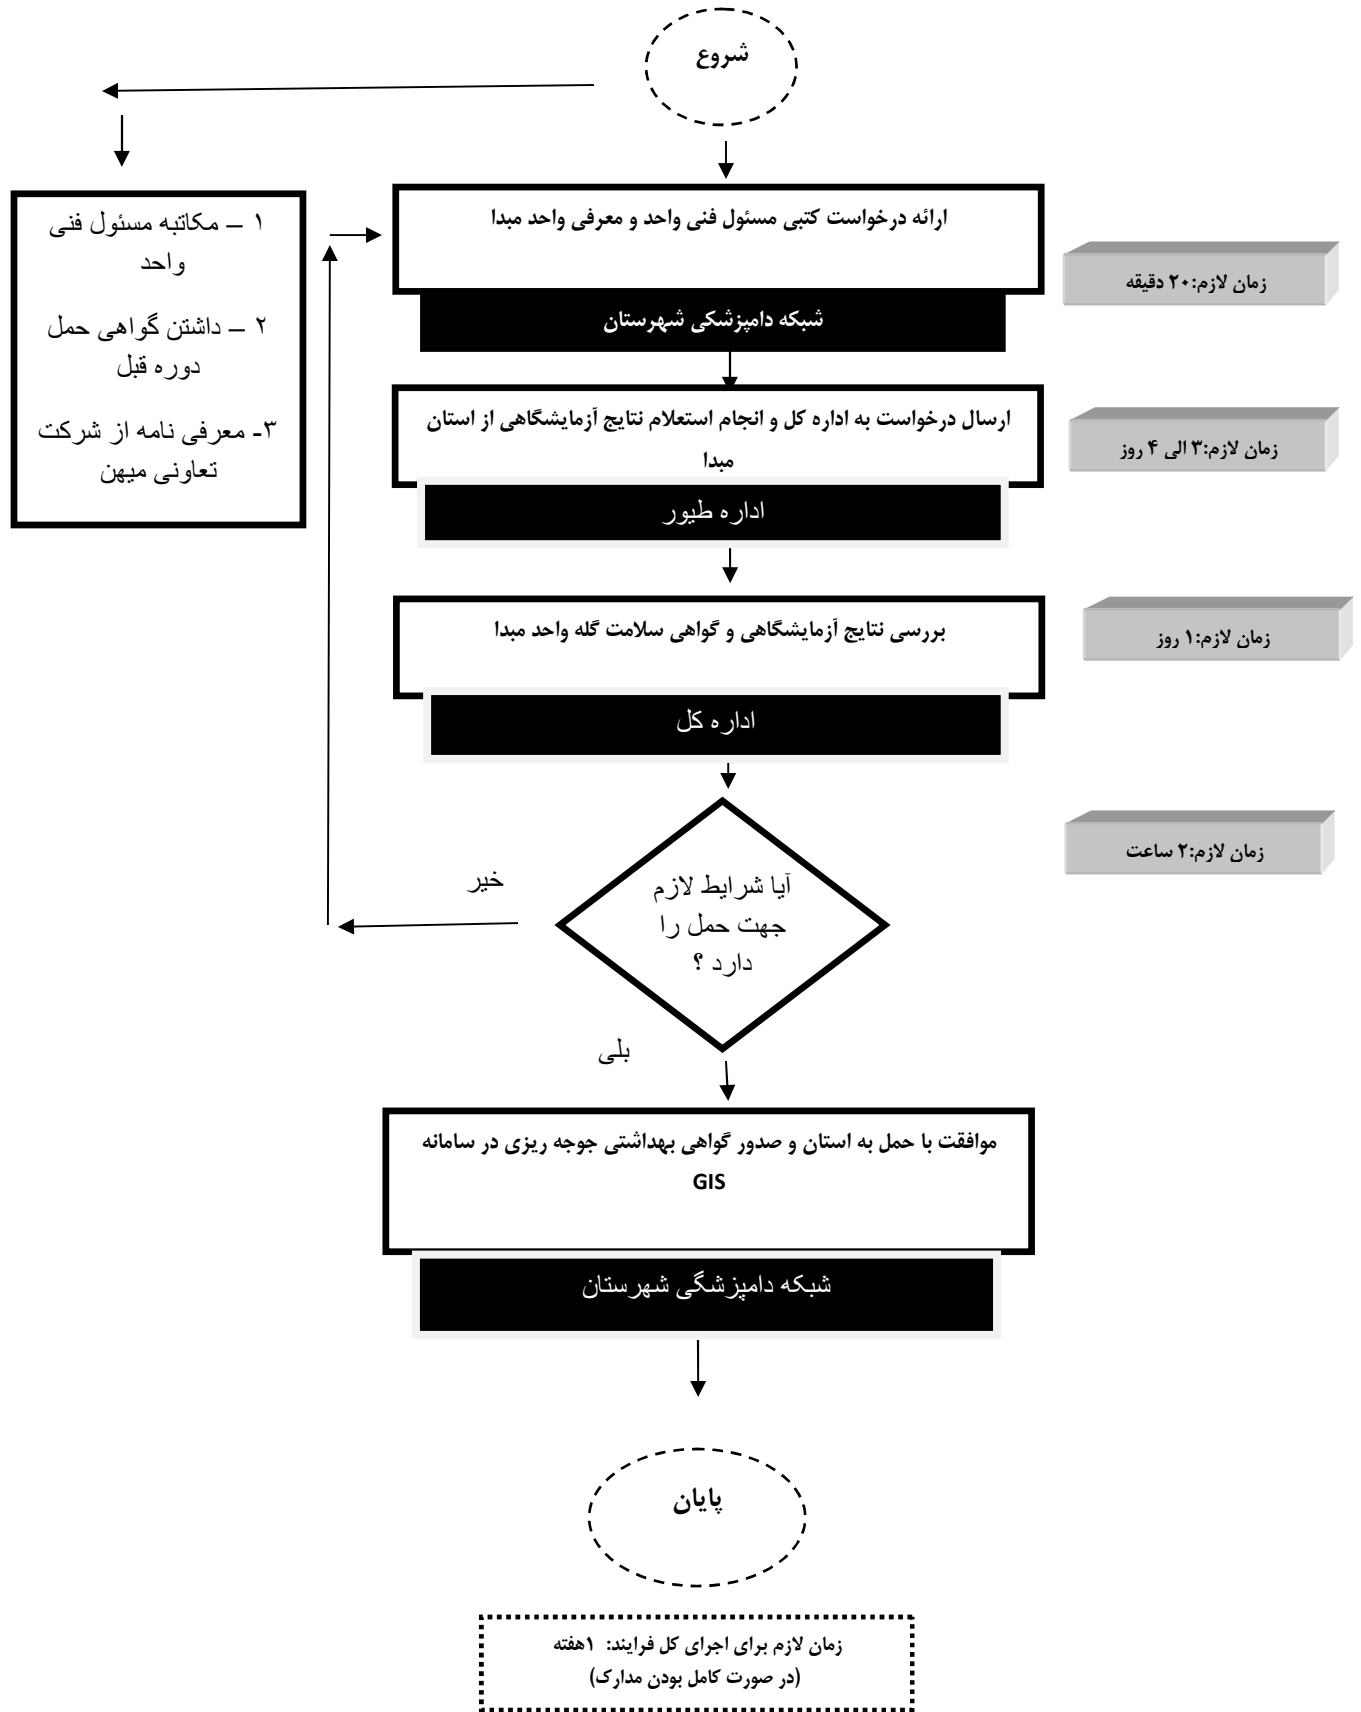 شروع
۱ – مکاتبه مسئول فنی
واحد
۲ – داشتن گواهی حمل
دوره قبل
۳- معرفی نامه از شرکت
تعاونی میهن
ارائه درخواست کتبی مسئول فنی واحد و معرفی واحد مبدا
شبکه دامپزشکی شهرستان
زمان لازم:۲۰ دقیقه
ارسال درخواست به اداره کل و انجام استعلام نتایج آزمایشگاهی از استان
مبدا
اداره طیور
زمان لازم:۳ الی ۴ روز
بررسی نتایج آزمایشگاهی و گواهی سلامت گله واحد مبدا
اداره کل
زمان لازم:۱ روز
آیا شرایط لازم
جهت حمل را
دارد ؟
زمان لازم:۲ ساعت
خیر
بلی
موافقت با حمل به استان و صدور گواهی بهداشتی جوجه ریزی در سامانه
GIS
شبکه دامپزشگی شهرستان
پایان
زمان لازم برای اجرای کل فرایند: ۱هفته
(در صورت کامل بودن مدارک)